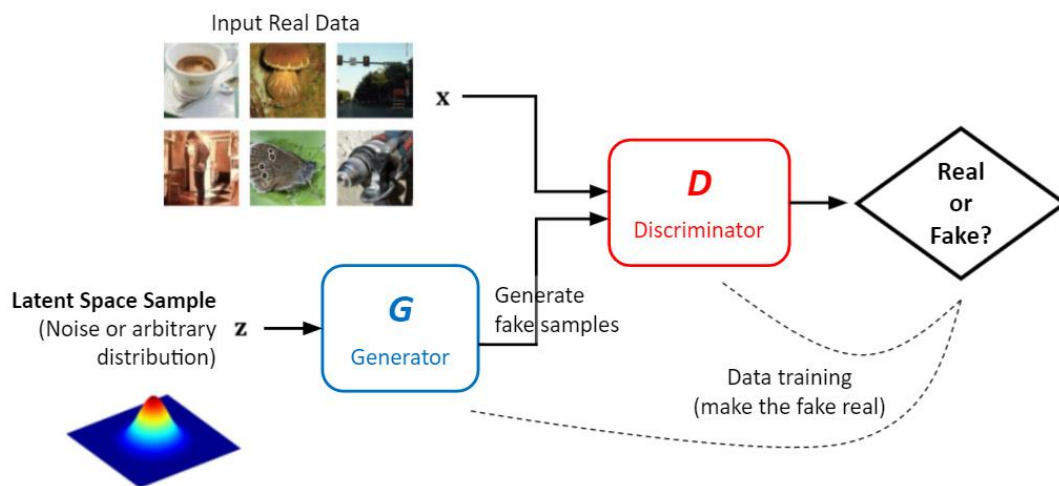 Input Real Data
x
D
Discriminator
Real
or
Fake?
Latent Space Sample
(Noise or arbitrary
distribution)
z
G
Generator
Generate
fake samples
Data training
(make the fake real)